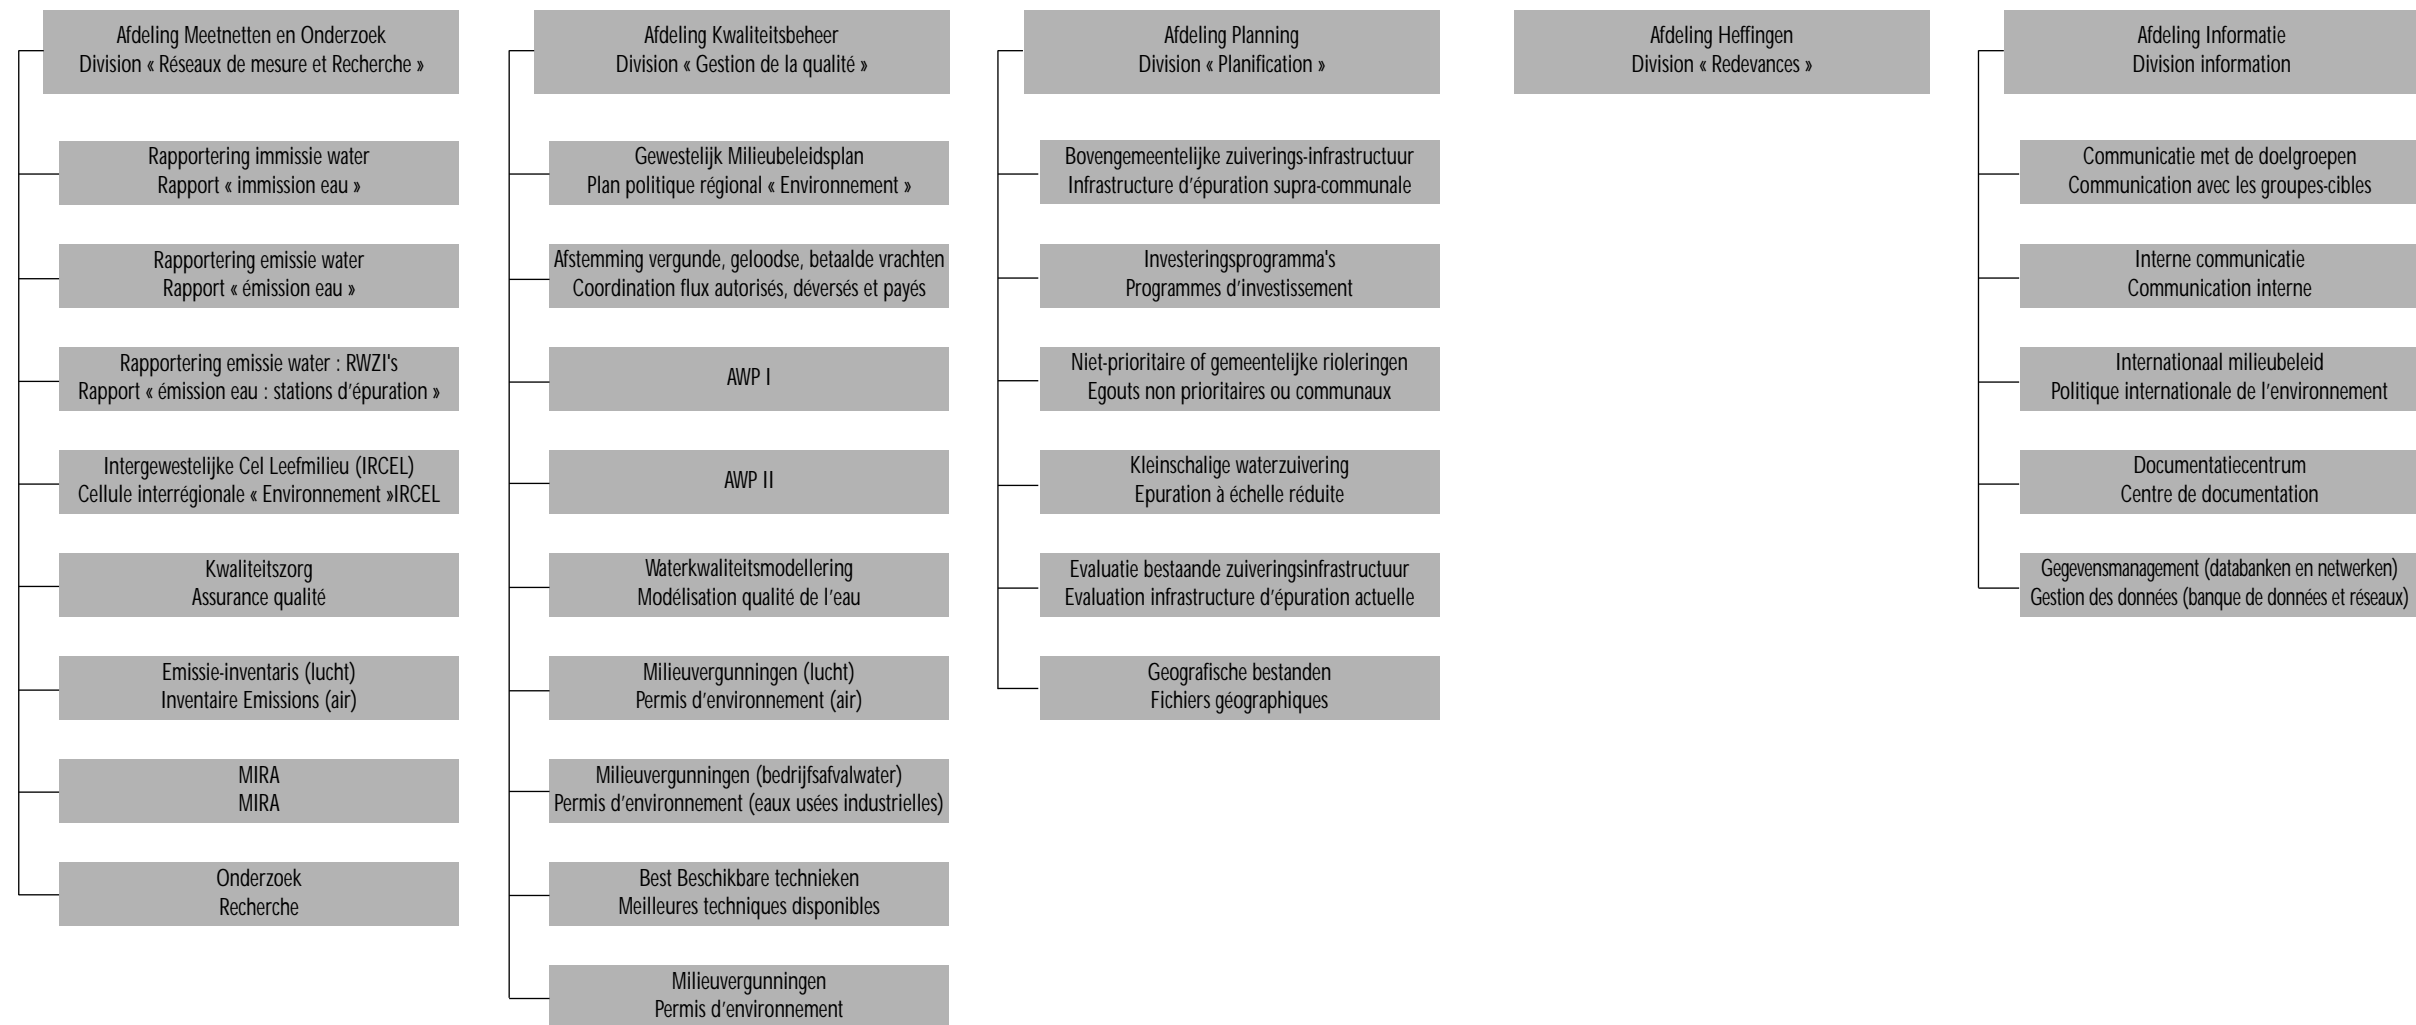 Afdeling Meetnetten en Onderzoek
Division « Réseaux de mesure et Recherche »
Rapportering immissie water
Rapport « immission eau »
Rapportering emissie water
Rapport « émission eau »
Rapportering emissie water : RWZI's
Rapport « émission eau : stations d’épuration »
Intergewestelijke Cel Leefmilieu (IRCEL)
Cellule interrégionale « Environnement »IRCEL
Kwaliteitszorg
Assurance qualité
Emissie-inventaris (lucht)
Inventaire Emissions (air)
MIRA
MIRA
Onderzoek
Recherche
Afdeling Kwaliteitsbeheer
Division « Gestion de la qualité »
Gewestelijk Milieubeleidsplan
Plan politique régional « Environnement »
Afstemming vergunde, geloodse, betaalde vrachten
Coordination flux autorisés, déversés et payés
AWP I
AWP II
Waterkwaliteitsmodellering
Modélisation qualité de l’eau
Milieuvergunningen (lucht)
Permis d’environnement (air)
Milieuvergunningen (bedrijfsafvalwater)
Permis d’environnement (eaux usées industrielles)
Best Beschikbare technieken
Meilleures techniques disponibles
Milieuvergunningen
Permis d’environnement
Afdeling Planning
Division « Planification »
Bovengemeentelijke zuiverings-infrastructuur
Infrastructure d’épuration supra-communale
Investeringsprogramma's
Programmes d’investissement
Niet-prioritaire of gemeentelijke rioleringen
Egouts non prioritaires ou communaux
Kleinschalige waterzuivering
Epuration à échelle réduite
Evaluatie bestaande zuiveringsinfrastructuur
Evaluation infrastructure d’épuration actuelle
Geografische bestanden
Fichiers géographiques
Afdeling Heffingen
Division « Redevances »
Afdeling Informatie
Division information
Communicatie met de doelgroepen
Communication avec les groupes-cibles
Interne communicatie
Communication interne
Internationaal milieubeleid
Politique internationale de l’environnement
Documentatiecentrum
Centre de documentation
Gegevensmanagement (databanken en netwerken)
Gestion des données (banque de données et réseaux)